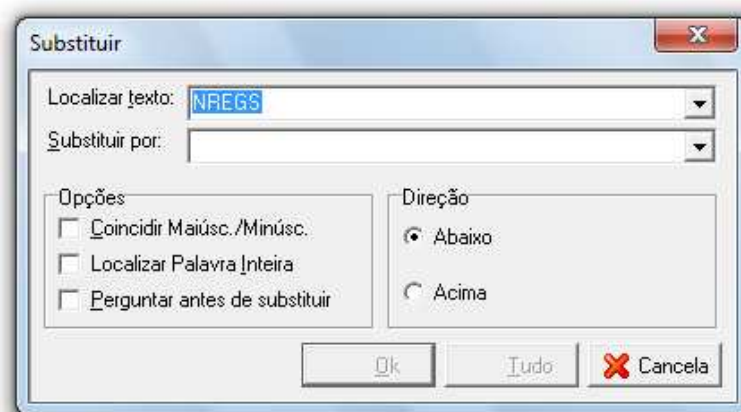 Substituir
Localizar texto: NREGS
Substituir por:
Opções
Coincidir Maiúsc./Minúsc.
Localizar Palavra Inteira
Perguntar antes de substituir
Direção
Abaixo
Acima
Ok Tudo Cancela